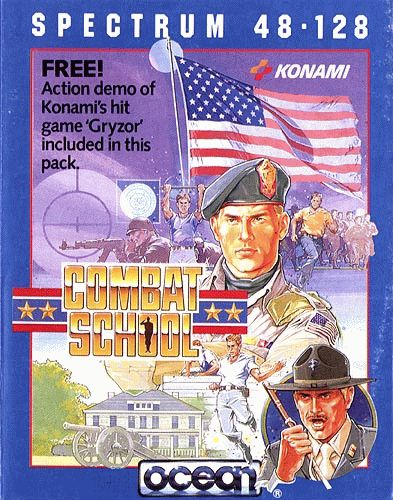 SPECTRUM 48·128
FREE!
Action demo of
Konami's hit
game 'Gryzor'
included in this
pack.
KONAMI
COMBAT
SCHOOL
ocean
®